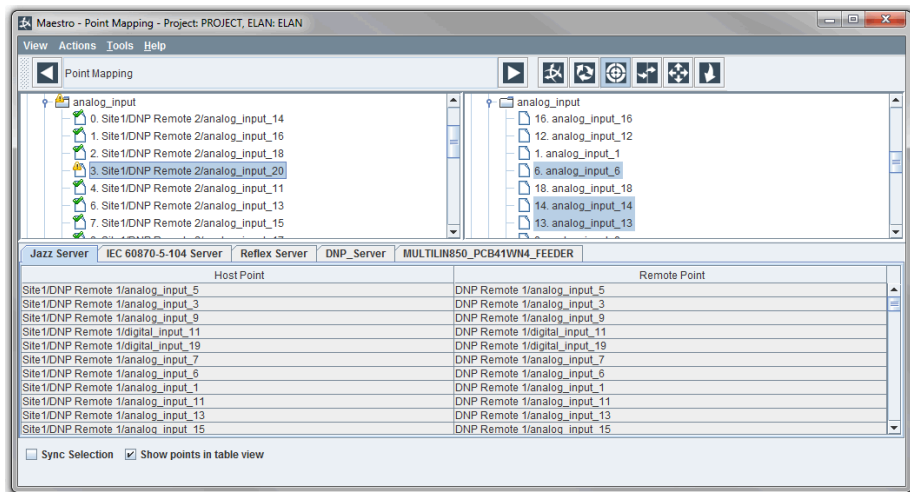 Maestro - Point Mapping - Project: PROJECT, ELAN: ELAN
View Actions Tools Help
Point Mapping
analog_input
0. Site1/DNP Remote 2/analog_input_14
1. Site1/DNP Remote 2/analog_input_16
2. Site1/DNP Remote 2/analog_input_18
3. Site1/DNP Remote 2/analog_input_20
4. Site1/DNP Remote 2/analog_input_11
6. Site1/DNP Remote 2/analog_input_13
7. Site1/DNP Remote 2/analog_input_15
analog_input
16. analog_input_16
12. analog_input_12
1. analog_input_1
6. analog_input_6
18. analog_input_18
14. analog_input_14
13. analog_input_13
Jazz Server IEC 60870-5-104 Server Reflex Server DNP_Server MULTILIN850_PCB41WN4_FEEDER
Host Point Remote Point
Site1/DNP Remote 1/analog_input_5 DNP Remote 1/analog_input_5
Site1/DNP Remote 1/analog_input_3 DNP Remote 1/analog_input_3
Site1/DNP Remote 1/analog_input_9 DNP Remote 1/analog_input_9
Site1/DNP Remote 1/digital_input_11 DNP Remote 1/digital_input_11
Site1/DNP Remote 1/digital_input_19 DNP Remote 1/digital_input_19
Site1/DNP Remote 1/analog_input_7 DNP Remote 1/analog_input_7
Site1/DNP Remote 1/analog_input_6 DNP Remote 1/analog_input_6
Site1/DNP Remote 1/analog_input_1 DNP Remote 1/analog_input_1
Site1/DNP Remote 1/analog_input_11 DNP Remote 1/analog_input_11
Site1/DNP Remote 1/analog_input_13 DNP Remote 1/analog_input_13
Site1/DNP Remote 1/analog_input_15 DNP Remote 1/analog_input_15
Sync Selection Show points in table view